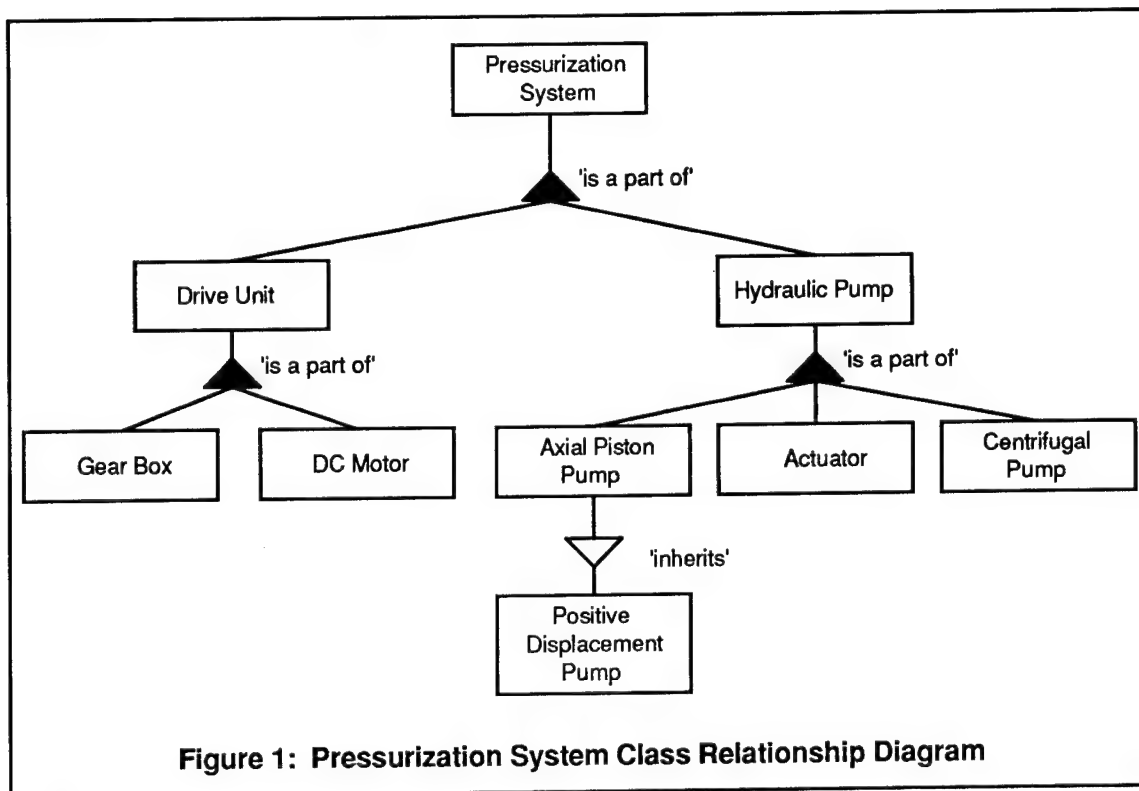 Pressurization
System
'is a part of'
Drive Unit
Hydraulic Pump
'is a part of'
'is a part of'
Gear Box
DC Motor
Axial Piston
Pump
Actuator
Centrifugal
Pump
'inherits'
Positive
Displacement
Pump
Figure 1: Pressurization System Class Relationship Diagram